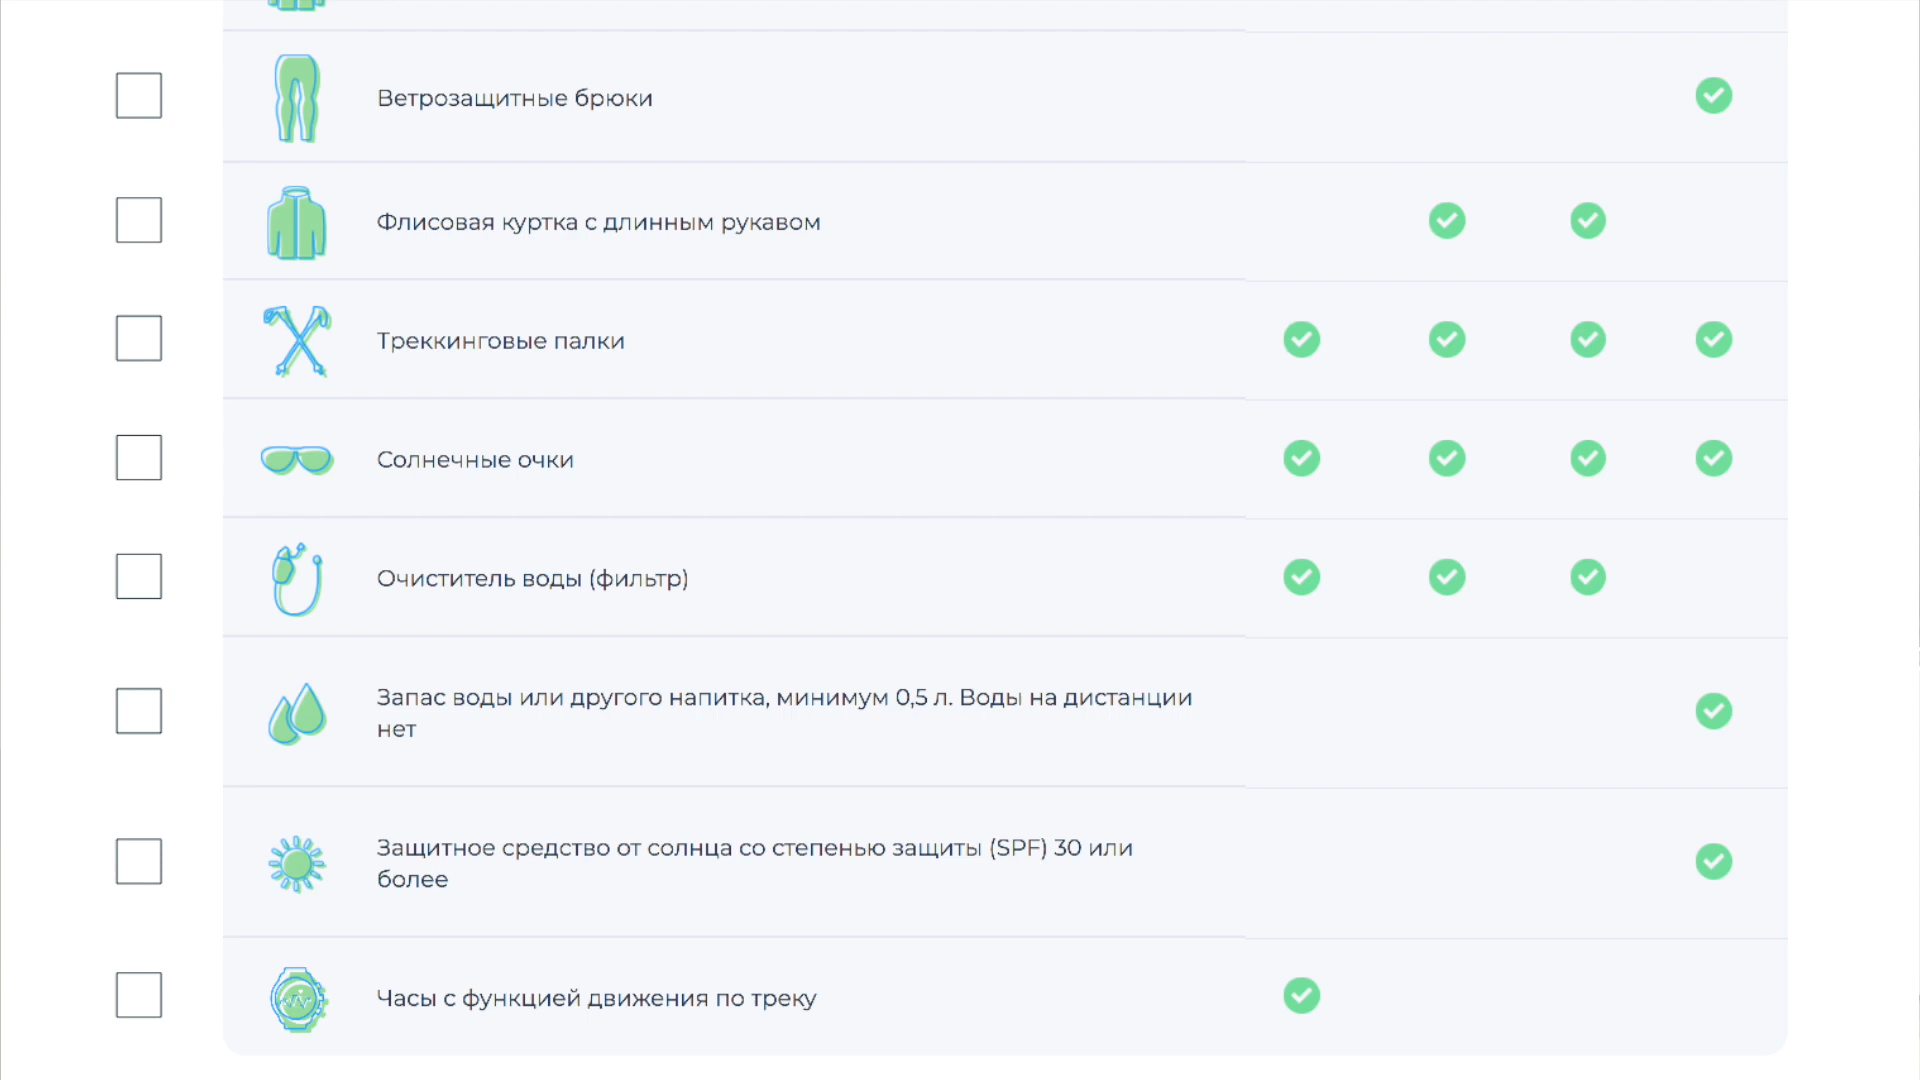 Ветрозащитные брюки
Флисовая куртка с длинным рукавом
Треккинговые палки
Солнечные очки
Очиститель воды (фильтр)
Запас воды или другого напитка, минимум 0,5 л. Воды на дистанции
нет
Защитное средство от солнца со степенью защиты (SPF) 30 или
более
Часы с функцией движения по треку